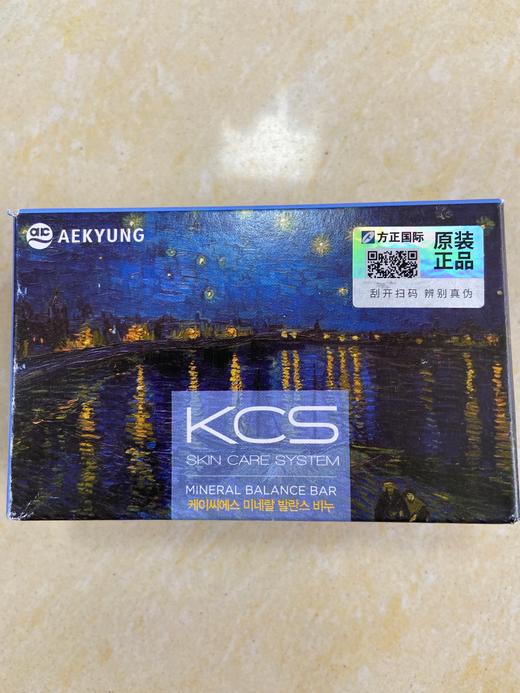 AEKYUNG
方正国际
原装
正品
刮开扫码 辨别真伪
KCS
SKIN CARE SYSTEM
MINERAL BALANCE BAR
케이씨에스 미네랄 발란스 비누